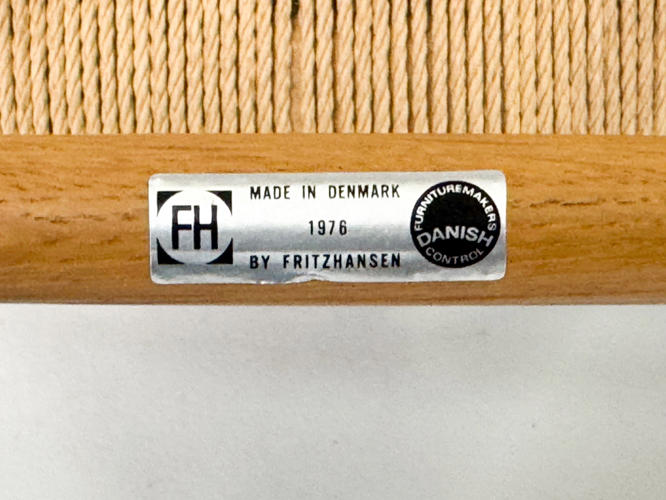 FH
MADE IN DENMARK
1976
BY FRITZHANSEN
FURNITUREMAKERS
DANISH
CONTROL